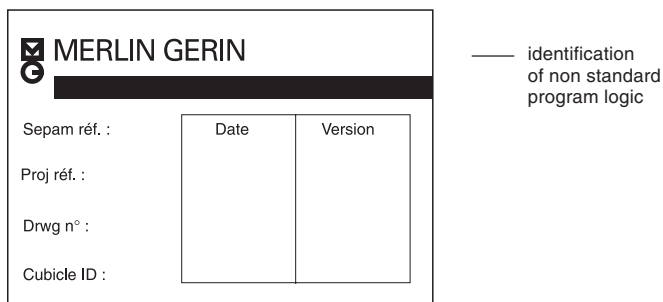 MERLIN GERIN
identification
of non standard
program logic
Sepam réf. :
Date
Version
Proj réf. :
Drwg n° :
Cubicle ID :